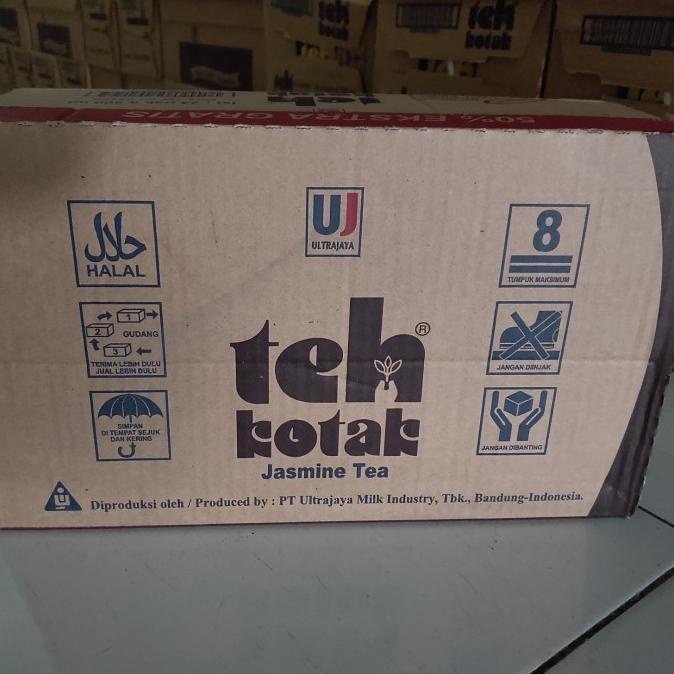 teh
kotak
50% EKSTRA GRATIS
حلال
HALAL
UJ
ULTRAJAYA
8
TUMPUK MAKSIMUM
1
2
GUDANG
3
TERIMA LEBIH DULU
JUAL LEBIH DULU
JANGAN DIINJAK
SIMPAN
DI TEMPAT SEJUK
DAN KERING
JANGAN DIBANTING
teh®
kotak
Jasmine Tea
Diproduksi oleh / Produced by : PT Ultrajaya Milk Industry, Tbk., Bandung-Indonesia.